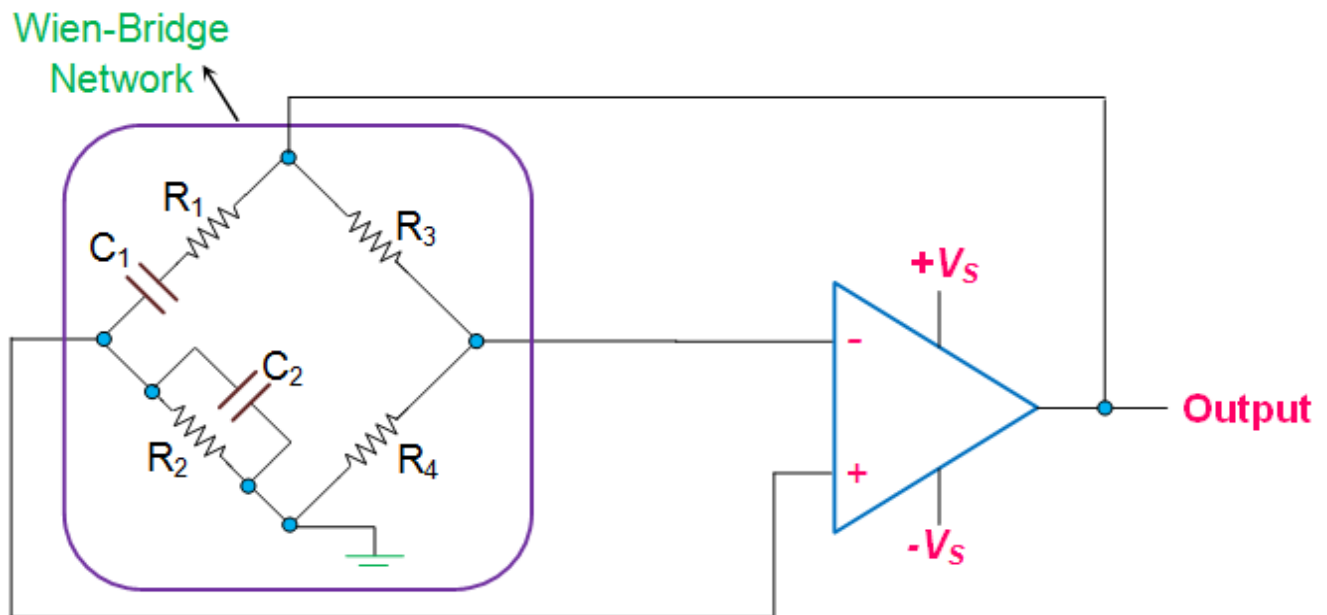 Wien-Bridge
Network
R₁
C₁
R₃
+Vₛ
-
C₂
Output
R₂
R₄
+
-Vₛ